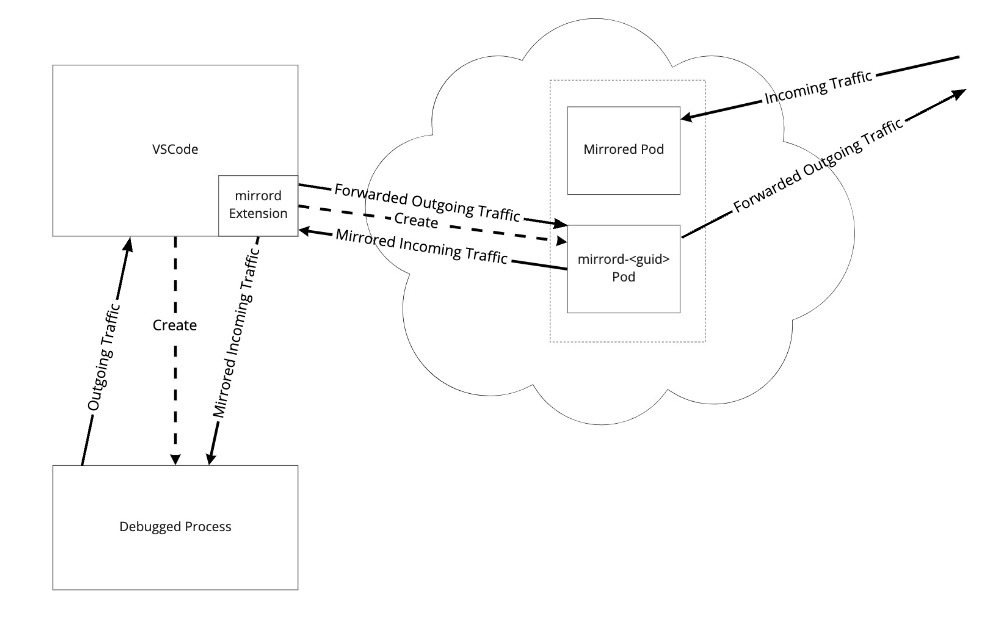 VSCode
mirrord
Extension
Forwarded Outgoing Traffic
Create
Mirrored Incoming Traffic
Mirrored Pod
mirrord-<guid>
Pod
Incoming Traffic
Forwarded Outgoing Traffic
Outgoing Traffic
Create
Mirrored Incoming Traffic
Debugged Process